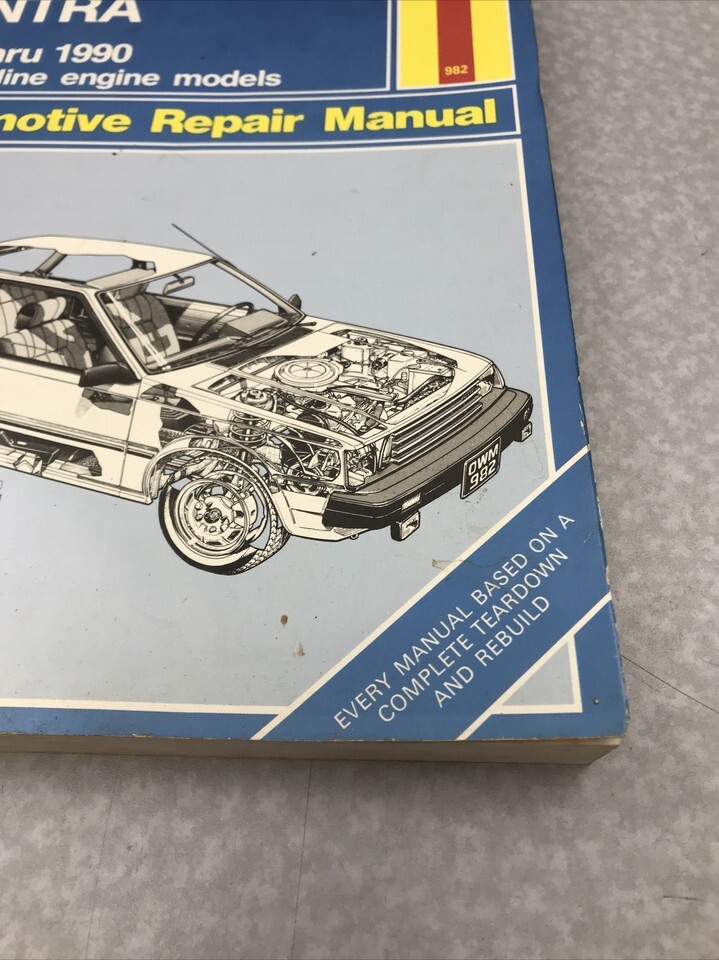 NTRA
hru 1990
line engine models
982
motive Repair Manual
OWM
982
EVERY MANUAL BASED ON A
COMPLETE TEARDOWN
AND REBUILD